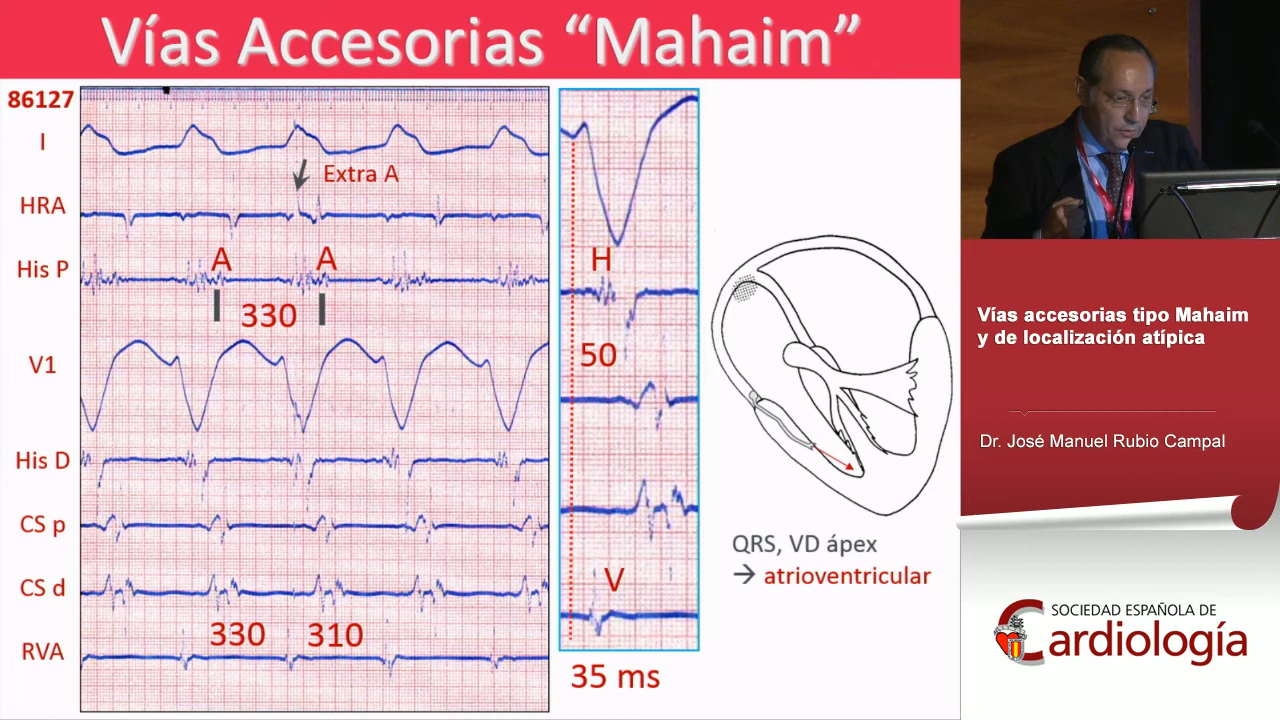 Vías Accesorias “Mahaim”
86127
I
Extra A
HRA
His P
A
A
330
V1
His D
CS p
CS d
330
310
RVA
H
50
V
35 ms
QRS, VD ápex
→ atrioventricular
Vías accesorias tipo Mahaim
y de localización atípica
Dr. José Manuel Rubio Campal
SOCIEDAD ESPAÑOLA DE
Cardiología